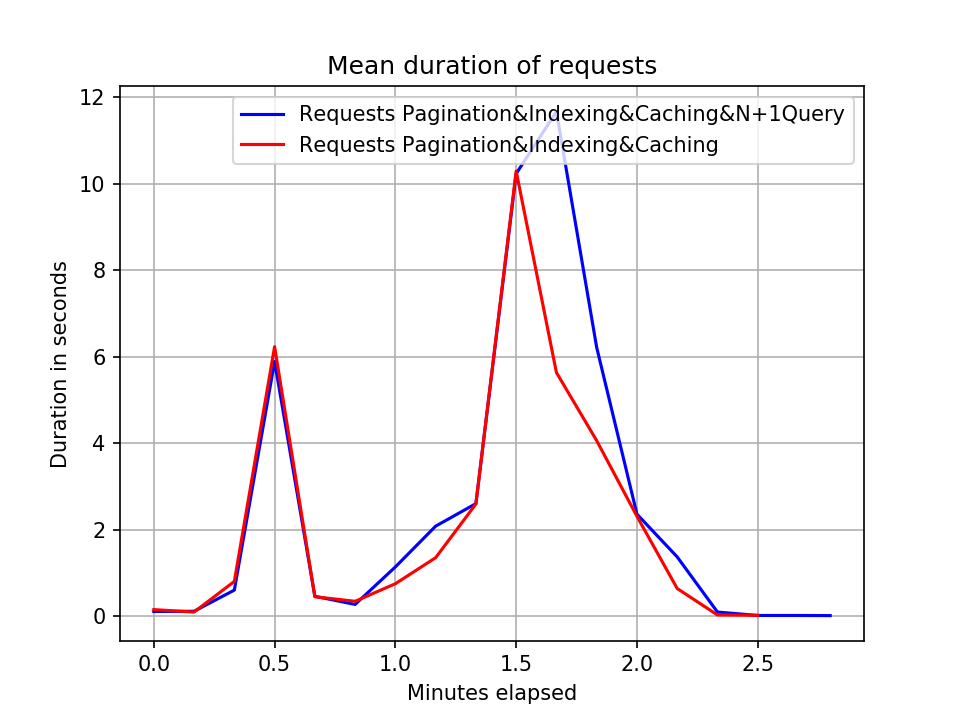 Mean duration of requests
Requests Pagination&Indexing&Caching&N+1Query
Requests Pagination&Indexing&Caching
12
10
8
6
4
2
0
Duration in seconds
0.0 0.5 1.0 1.5 2.0 2.5
Minutes elapsed